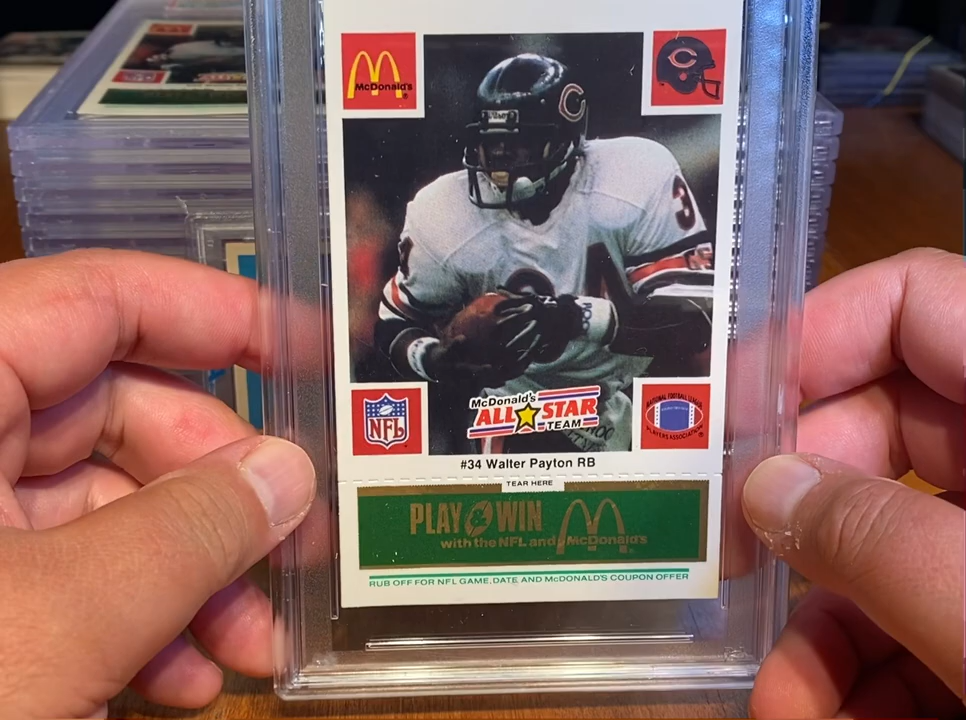 McDonald's
C
C
3
McDonald's
ALL STAR
TEAM
NFL
NATIONAL FOOTBALL LEAGUE
PLAYERS ASSOCIATION
#34 Walter Payton RB
TEAR HERE
PLAY WIN
with the NFL and McDonald's
RUB OFF FOR NFL GAME, DATE AND McDONALD'S COUPON OFFER